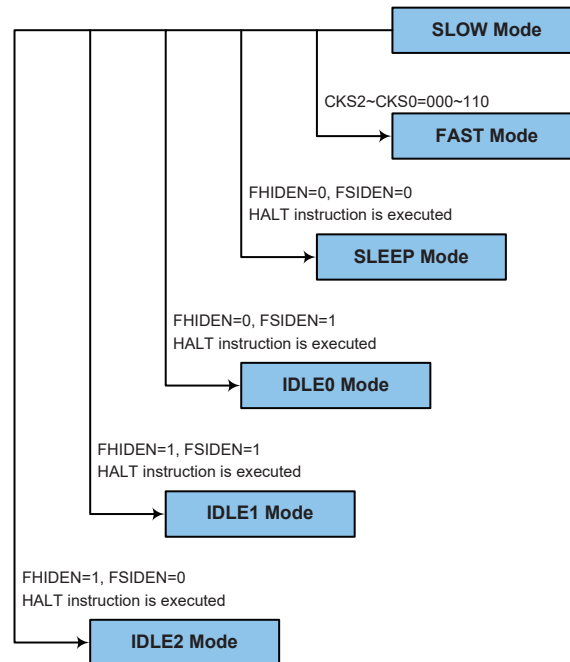 SLOW Mode
CKS2~CKS0=000~110
FAST Mode
FHIDEN=0, FSIDEN=0
HALT instruction is executed
SLEEP Mode
FHIDEN=0, FSIDEN=1
HALT instruction is executed
IDLE0 Mode
FHIDEN=1, FSIDEN=1
HALT instruction is executed
IDLE1 Mode
FHIDEN=1, FSIDEN=0
HALT instruction is executed
IDLE2 Mode